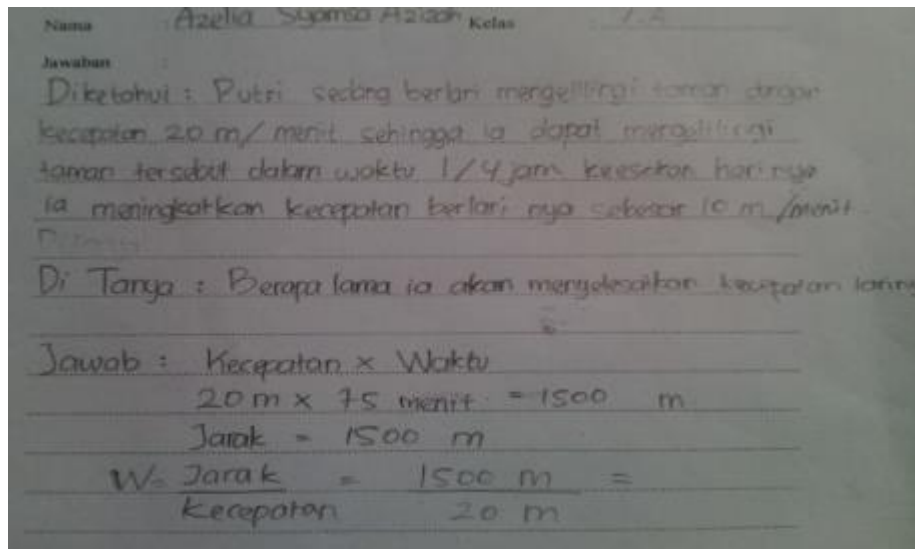 Nama Azelia Syamsa Azizah Kelas
Jawaban :
Diketahui : Putri sedang berlari mengelilingi taman dengan
kecepatan 20 m/ menit sehingga ia dapat mengelilingi
taman tersebut dalam waktu 1/4 jam keesokan harinya
ia meningkatkan kecepatan berlari nya sebesar 10 m /menit
Di Tanya : Berapa lama ia akan menyelesaikan kecepatan larinya
Jawab : Kecepatan × Waktu
20 m × 75 menit = 1500 m
Jarak = 1500 m
W= Jarak = 1500 m =
Kecepatan 20 m